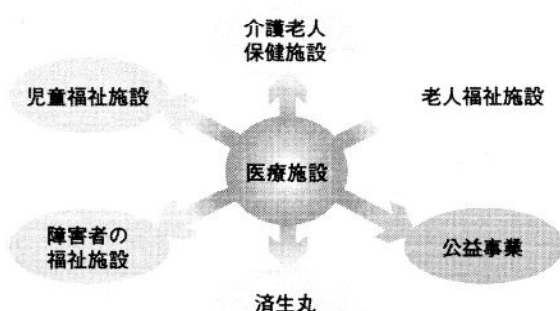 介護老人
保健施設
児童福祉施設
老人福祉施設
医療施設
障害者の
福祉施設
公益事業
済生丸